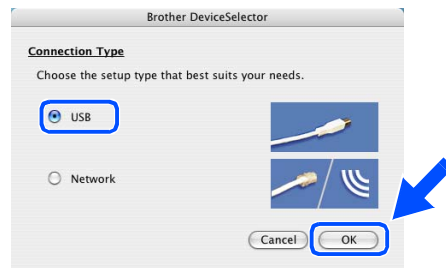 Brother DeviceSelector
Connection Type
Choose the setup type that best suits your needs.
USB
Network
Cancel OK